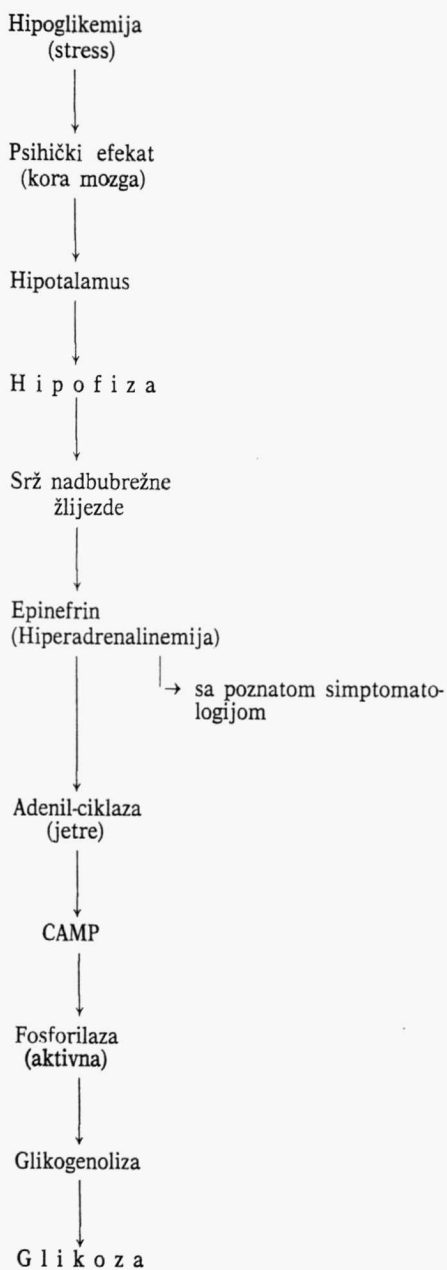 Hipoglikemija
(stress)
Psihički efekat
(kora mozga)
Hipotalamus
H i p o f i z a
Srž nadbubrežne
žlijezde
Epinefrin
(Hiperadrenalinemija)
sa poznatom simptomato-
logijom
Adenil-ciklaza
(jetre)
CAMP
Fosforilaza
(aktivna)
Glikogenoliza
G l i k o z a